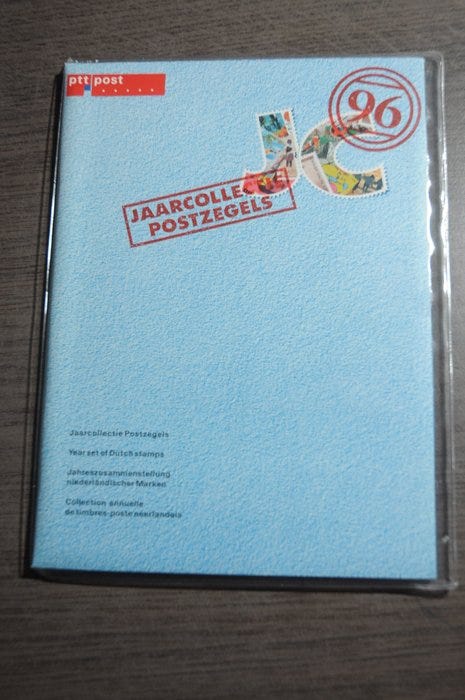 ptt post
96
JC
JAARCOLLE
POSTZEGELS
Jaarcollectie Postzegels
Year set of Dutch stamps
Jahreszusammenstellung
niederländischer Marken
Collection annuelle
de timbres-poste néerlandais